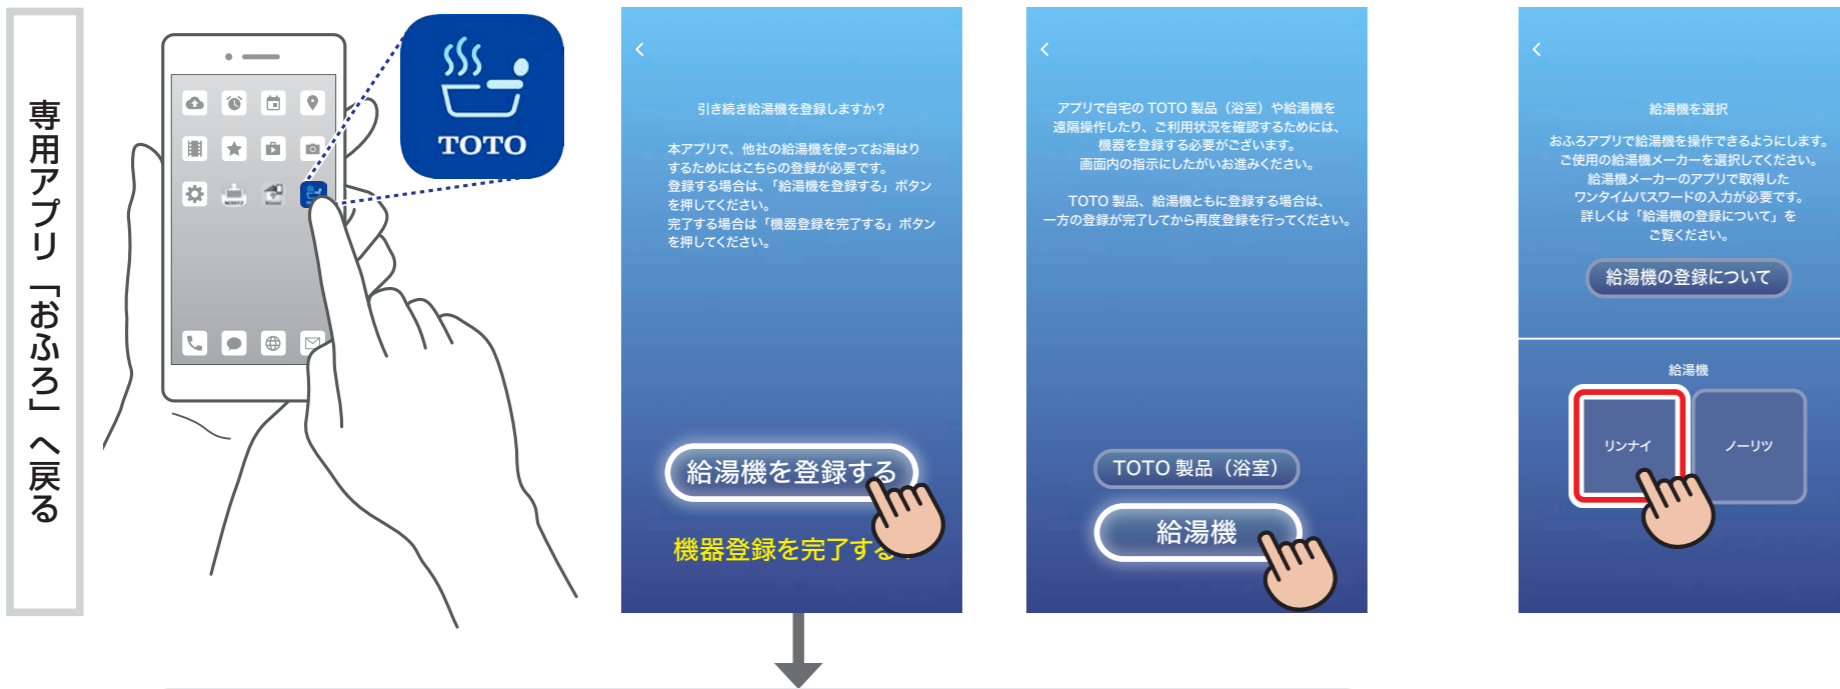 専用アプリ「おふろ」へ戻る
TOTO
引き続き給湯機を登録しますか?
本アプリで、他社の給湯機を使ってお湯はり
するためにはこちらの登録が必要です。
登録する場合は、「給湯機を登録する」ボタン
を押してください。
完了する場合は「機器登録を完了する」ボタン
を押してください。
給湯機を登録する
機器登録を完了する
アプリで自宅の TOTO 製品（浴室）や給湯機を
遠隔操作したり、ご利用状況を確認するためには、
機器を登録する必要がございます。
画面内の指示にしたがいお進みください。
TOTO 製品、給湯機ともに登録する場合は、
一方の登録が完了してから再度登録を行ってください。
TOTO 製品（浴室）
給湯機
給湯機を選択
おふろアプリで給湯機を操作できるようにします。
ご使用の給湯機メーカーを選択してください。
給湯機メーカーのアプリで取得した
ワンタイムパスワードの入力が必要です。
詳しくは「給湯機の登録について」を
ご覧ください。
給湯機の登録について
給湯機
リンナイ
ノーリツ